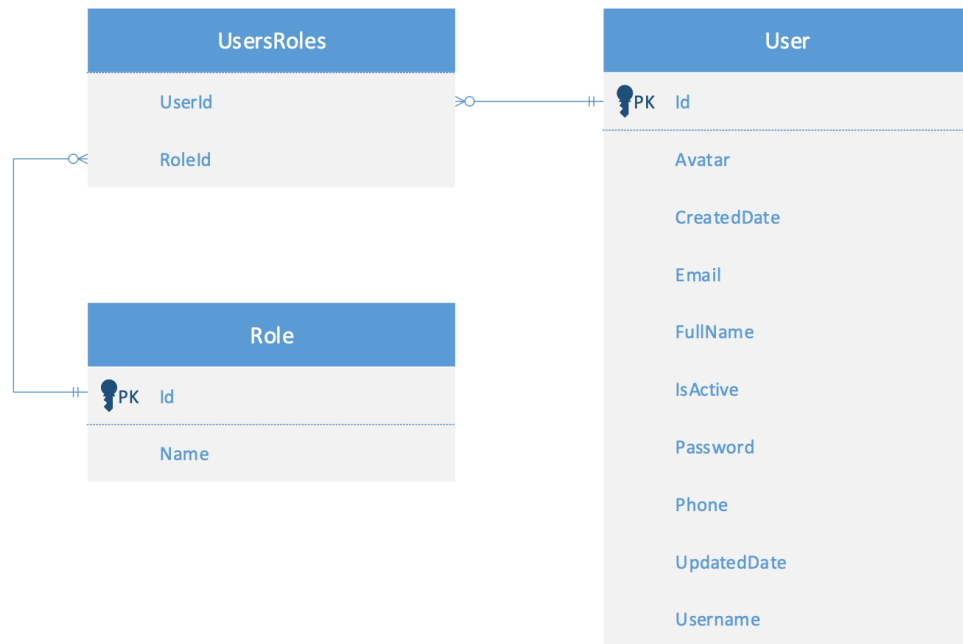 UsersRoles
UserId
RoleId
Role
PK Id
Name
User
PK Id
Avatar
CreatedDate
Email
FullName
IsActive
Password
Phone
UpdatedDate
Username